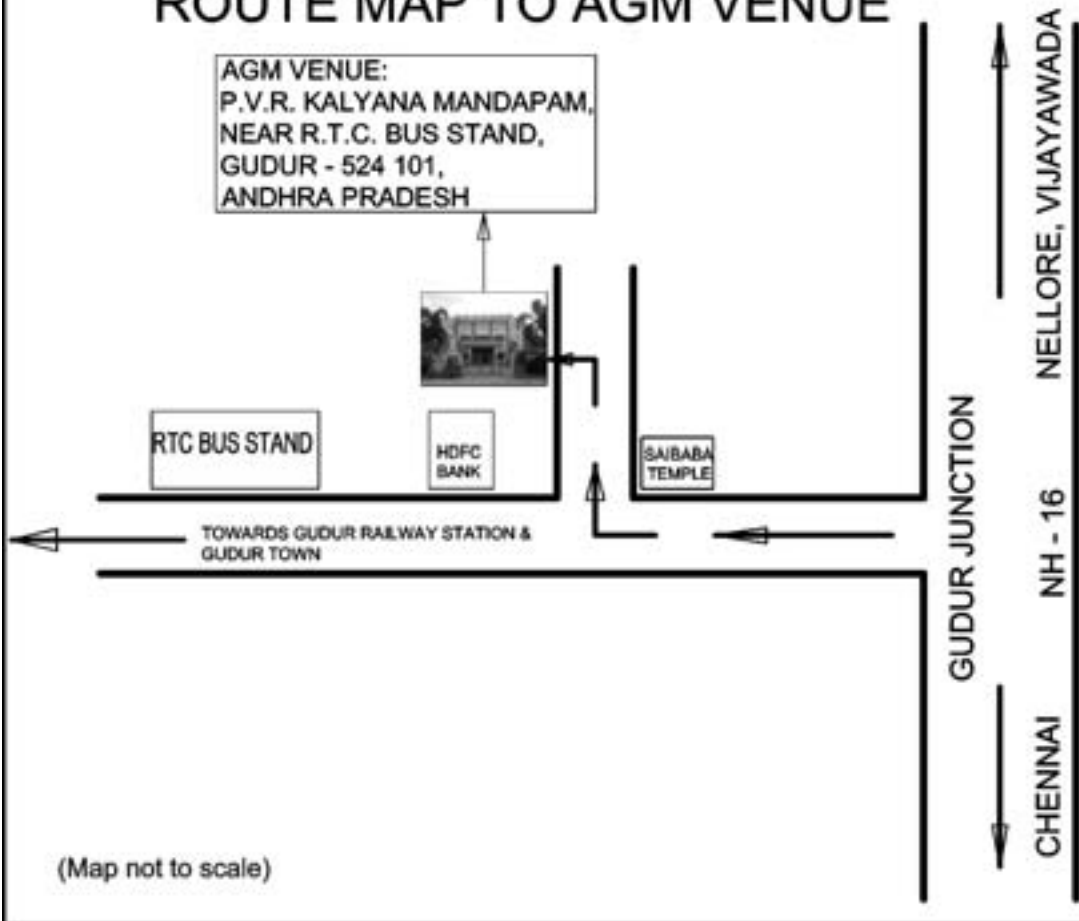 ROUTE MAP TO AGM VENUE
AGM VENUE:
P.V.R. KALYANA MANDAPAM,
NEAR R.T.C. BUS STAND,
GUDUR - 524 101,
ANDHRA PRADESH
NELLORE, VIJAYAWADA
RTC BUS STAND
HDFC
BANK
SAIBABA
TEMPLE
TOWARDS GUDUR RAILWAY STATION &
GUDUR TOWN
GUDUR JUNCTION
NH - 16
CHENNAI
(Map not to scale)